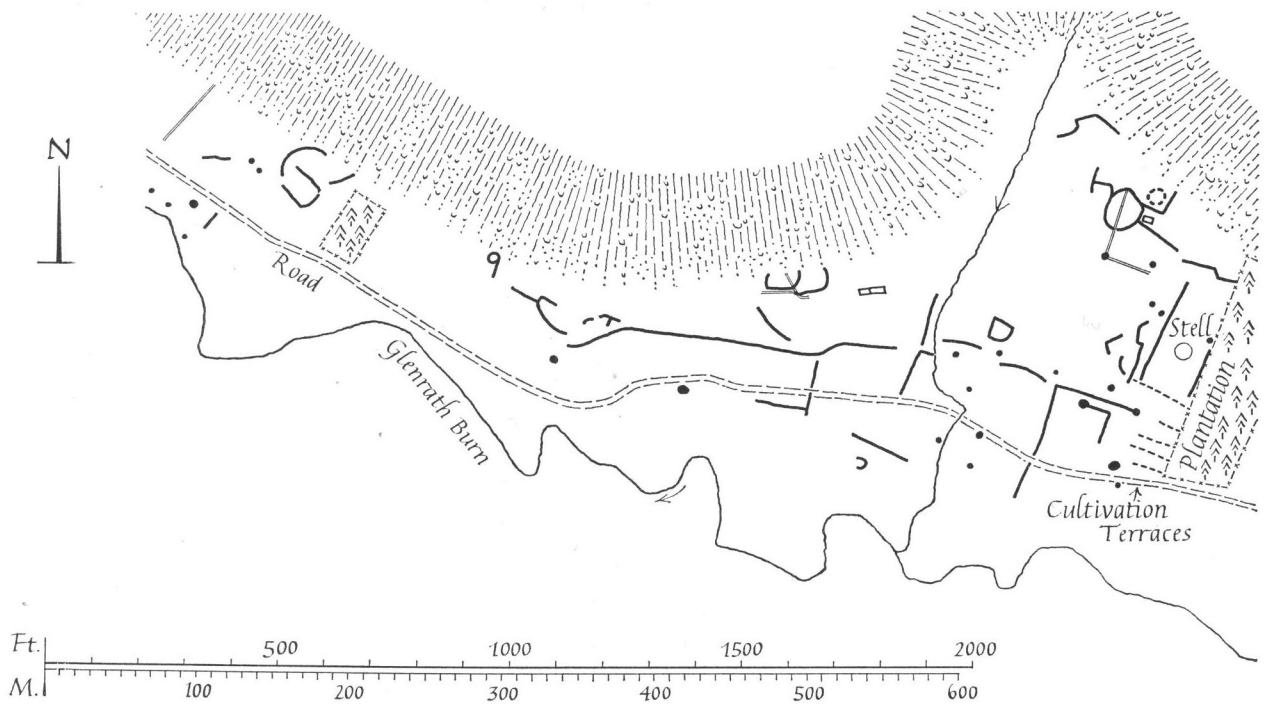 N
Road
Glenrath Burn
Stell
Plantation
Cultivation
Terraces
Ft. 500 1000 1500 2000
M. 100 200 300 400 500 600